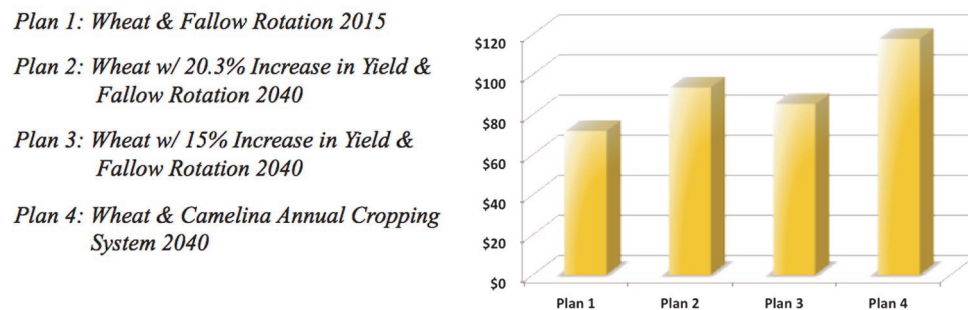 Plan 1: Wheat & Fallow Rotation 2015
Plan 2: Wheat w/ 20.3% Increase in Yield &
Fallow Rotation 2040
Plan 3: Wheat w/ 15% Increase in Yield &
Fallow Rotation 2040
Plan 4: Wheat & Camelina Annual Cropping
System 2040
$120
$100
$80
$60
$40
$20
$0
Plan 1 Plan 2 Plan 3 Plan 4